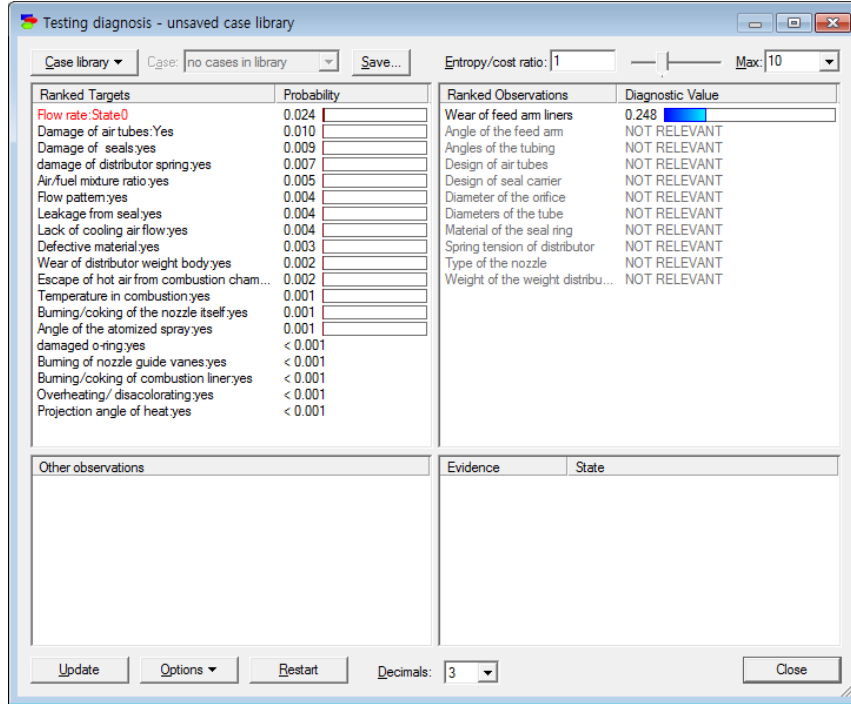 Testing diagnosis - unsaved case library
Case library Case: no cases in library Save... Entropy/cost ratio: 1 Max: 10
Ranked Targets Probability
Flow rate:State0 0.024
Damage of air tubes:Yes 0.010
Damage of seals:yes 0.009
damage of distributor spring:yes 0.007
Air/fuel mixture ratio:yes 0.005
Flow pattern:yes 0.004
Leakage from seal:yes 0.004
Lack of cooling air flow:yes 0.004
Defective material:yes 0.003
Wear of distributor weight body:yes 0.002
Escape of hot air from combustion cham... 0.002
Temperature in combustion:yes 0.001
Burning/coking of the nozzle itself:yes 0.001
Angle of the atomized spray:yes 0.001
damaged o-ring:yes < 0.001
Burning of nozzle guide vanes:yes < 0.001
Burning/coking of combustion liner:yes < 0.001
Overheating/ disacolorating:yes < 0.001
Projection angle of heat:yes < 0.001
Ranked Observations Diagnostic Value
Wear of feed arm liners 0.248
Angle of the feed arm NOT RELEVANT
Angles of the tubing NOT RELEVANT
Design of air tubes NOT RELEVANT
Design of seal carrier NOT RELEVANT
Diameter of the orifice NOT RELEVANT
Diameters of the tube NOT RELEVANT
Material of the seal ring NOT RELEVANT
Spring tension of distributor NOT RELEVANT
Type of the nozzle NOT RELEVANT
Weight of the weight distribu... NOT RELEVANT
Other observations
Evidence State
Update Options Restart Decimals: 3 Close